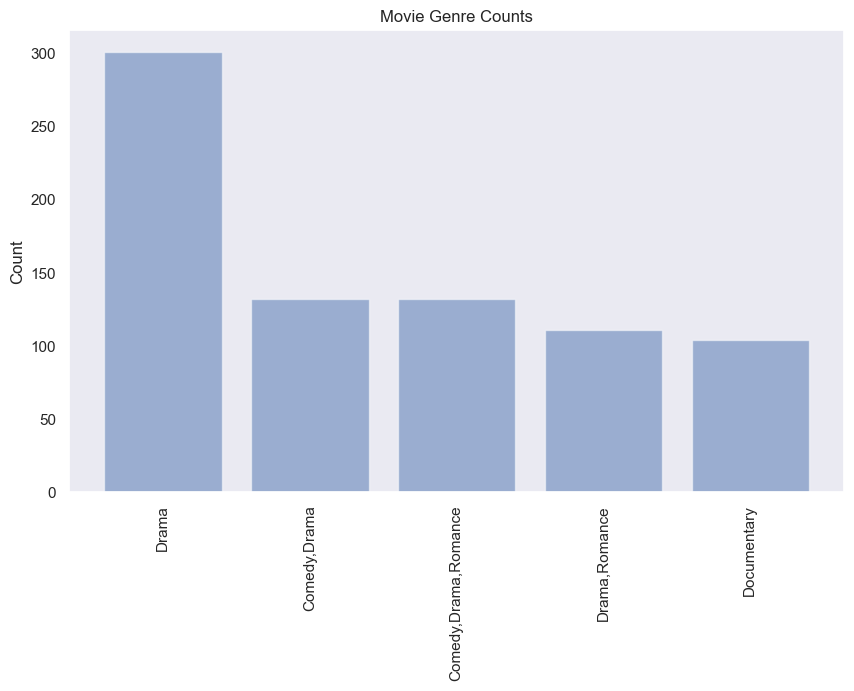 Movie Genre Counts
300
250
200
150
100
50
0
Count
Drama
Comedy,Drama
Comedy,Drama,Romance
Drama,Romance
Documentary